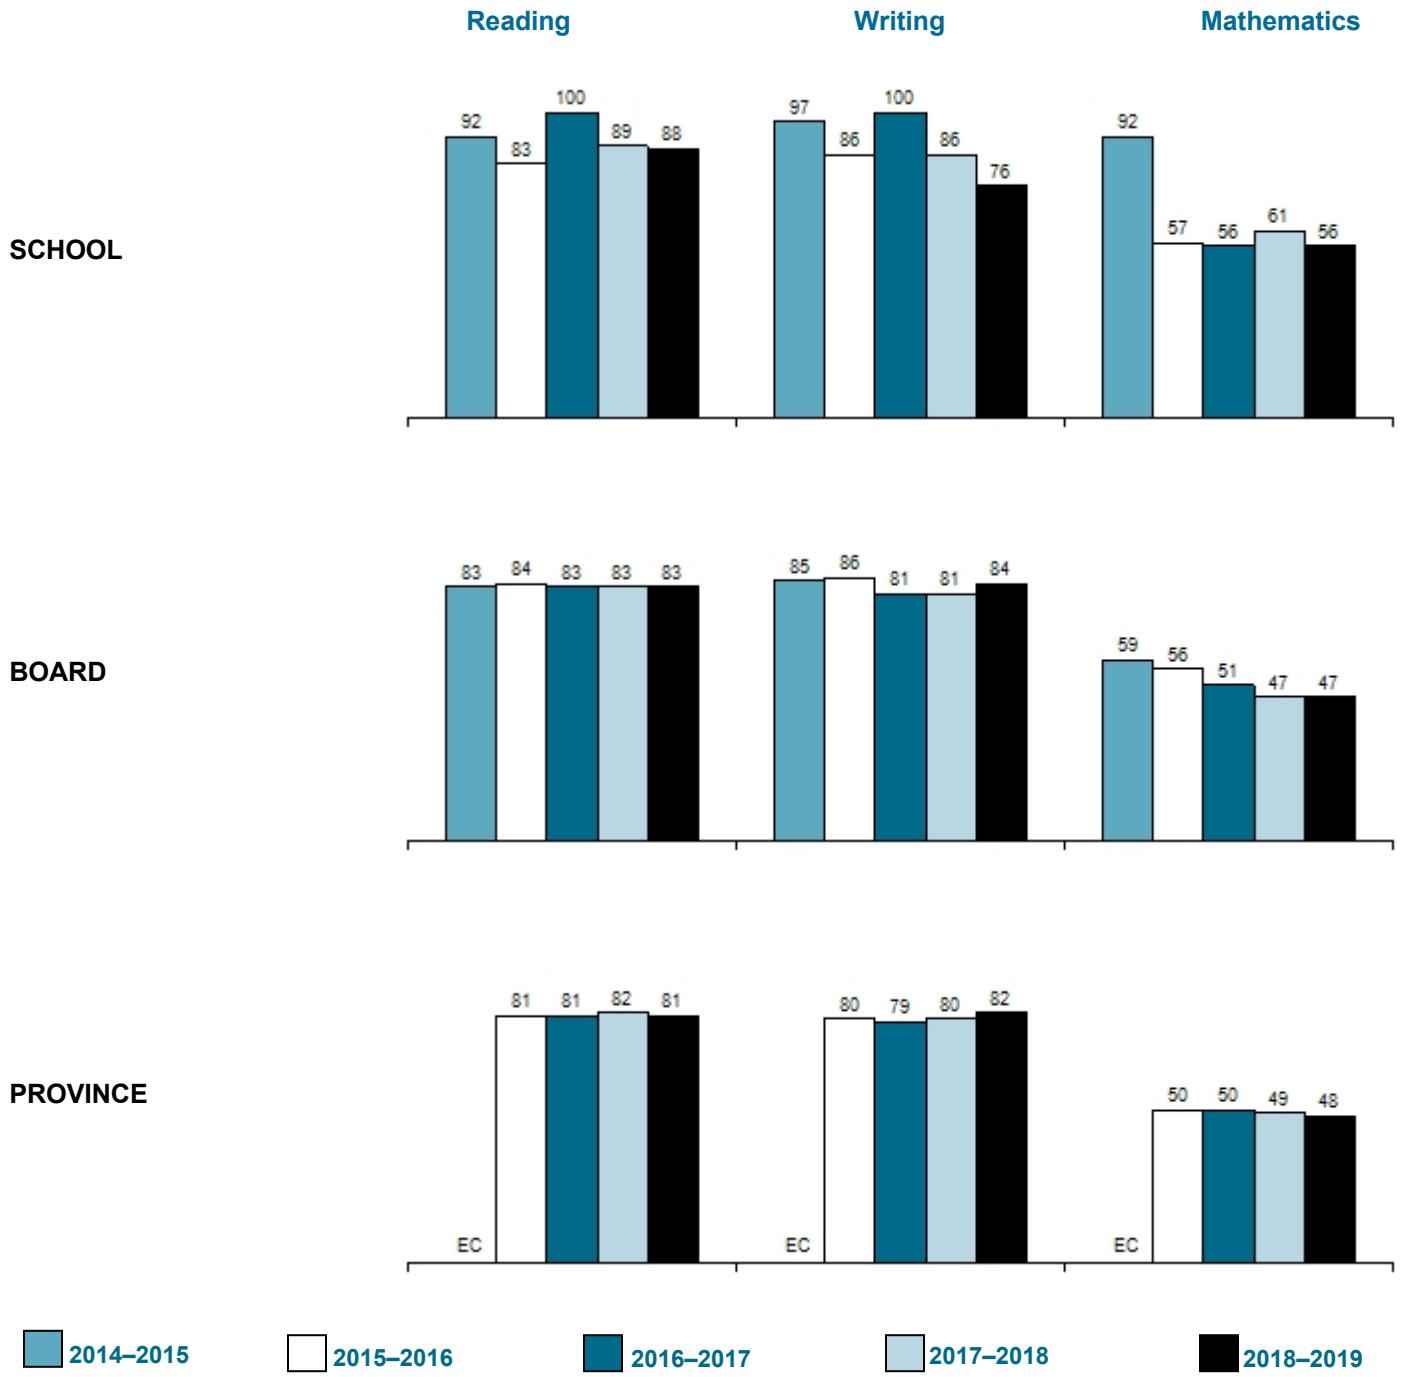 Reading Writing Mathematics
92 83 100 89 88 97 86 100 86 76 92 57 56 61 56
SCHOOL
83 84 83 83 83 85 86 81 81 84 59 56 51 47 47
BOARD
EC 81 81 82 81 EC 80 79 80 82 EC 50 50 49 48
PROVINCE
2014–2015 2015–2016 2016–2017 2017–2018 2018–2019